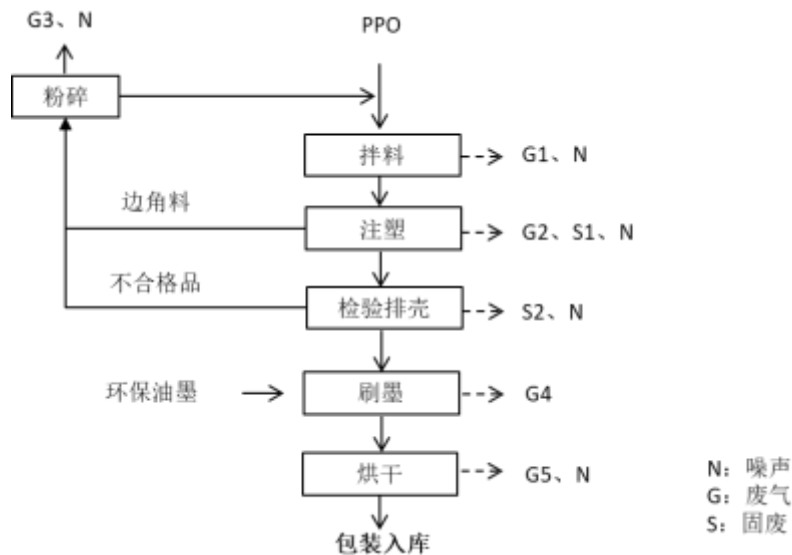 G3、N
PPO
粉碎
拌料
G1、N
边角料
注塑
G2、S1、N
不合格品
检验排壳
S2、N
环保油墨
刷墨
G4
烘干
G5、N
N：噪声
G：废气
S：固废
包装入库